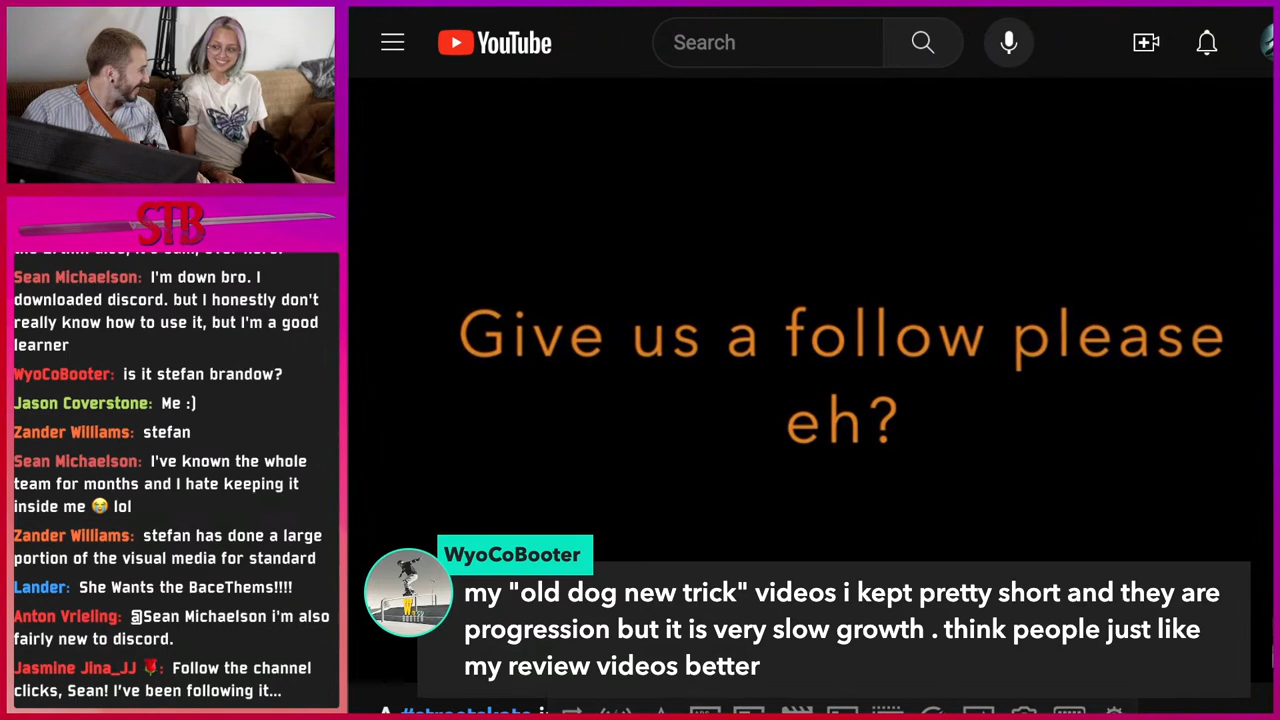 YouTube
Search
STB
Sean Michaelson: I'm down bro. I
downloaded discord. but I honestly don't
really know how to use it, but I'm a good
learner
WyoCoBooter: is it stefan brandow?
Jason Coverstone: Me :)
Zander Williams: stefan
Sean Michaelson: I've known the whole
team for months and I hate keeping it
inside me 😭 lol
Zander Williams: stefan has done a large
portion of the visual media for standard
Lander: She Wants the BaceThems!!!!
Anton Vrieling: @Sean Michaelson i'm also
fairly new to discord.
Jasmine Jina_JJ 🌹: Follow the channel
clicks, Sean! I've been following it...
Give us a follow please
eh?
WyoCoBooter
my "old dog new trick" videos i kept pretty short and they are
progression but it is very slow growth . think people just like
my review videos better